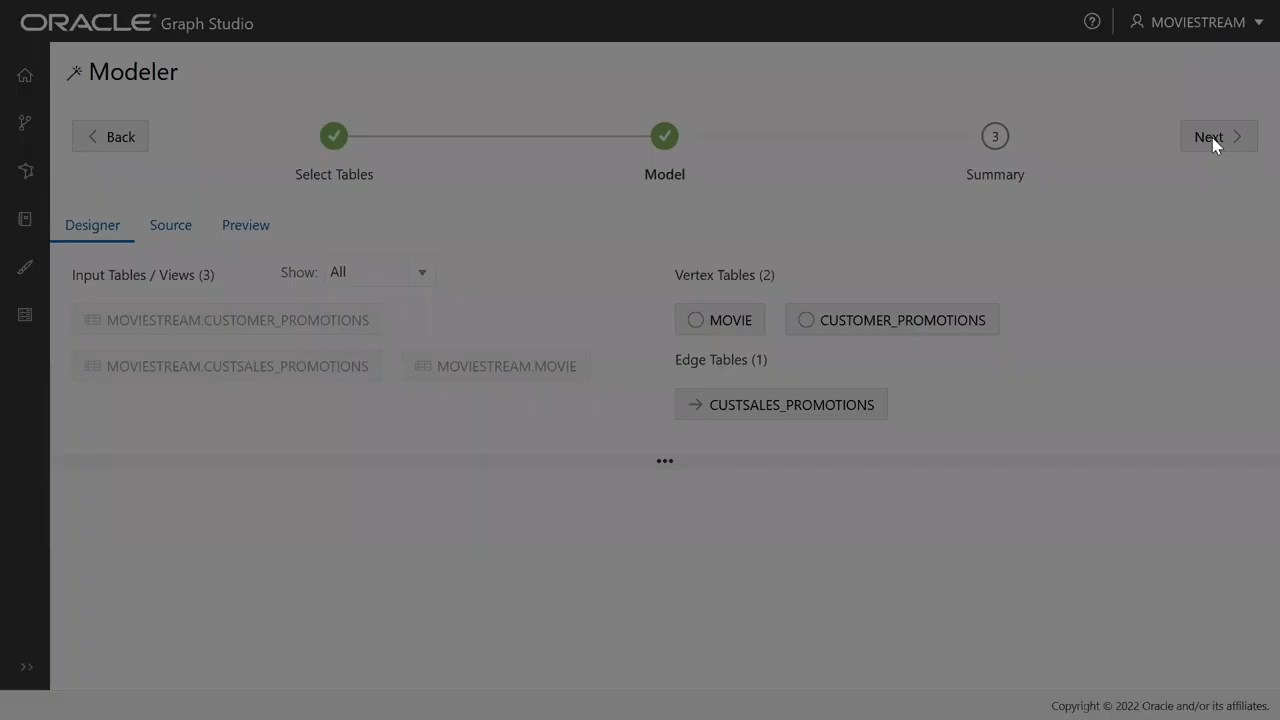 ORACLE Graph Studio
MOVIESTREAM
Modeler
Back
3
Next
Select Tables
Model
Summary
Designer
Source
Preview
Input Tables / Views (3)
Show: All
MOVIESTREAM.CUSTOMER_PROMOTIONS
MOVIESTREAM.CUSTSALES_PROMOTIONS
MOVIESTREAM.MOVIE
Vertex Tables (2)
MOVIE
CUSTOMER_PROMOTIONS
Edge Tables (1)
CUSTSALES_PROMOTIONS
Copyright © 2022 Oracle and/or its affiliates.